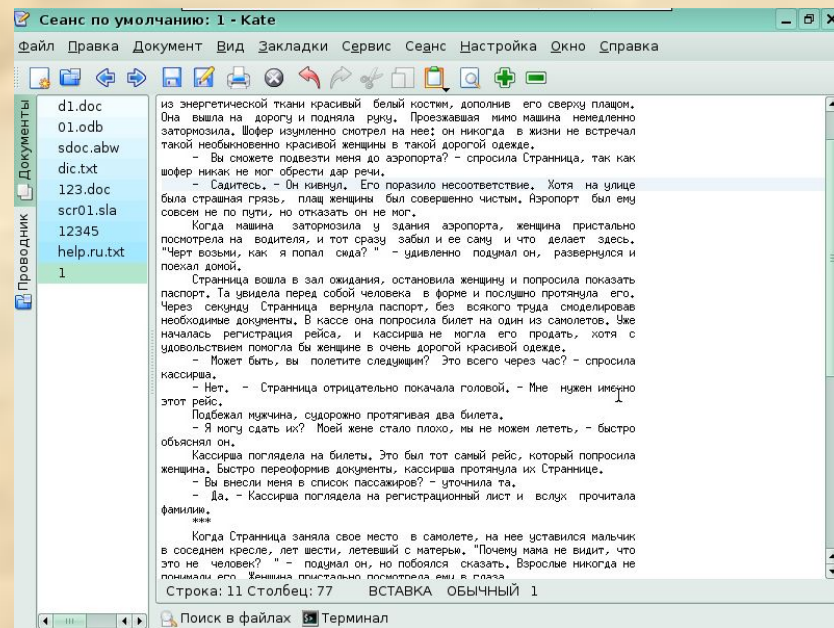 Сеанс по умолчанию: 1 - Kate
Файл Правка Документ Вид Закладки Сервис Сеанс Настройка Окно Справка
Документы
Проводник
d1.doc
01.odb
sdoc.abw
dic.txt
123.doc
scr01.sla
12345
help.ru.txt
1
из энергетической ткани красивый белый костюм, дополнив его сверху плащом.
Она вышла на дорогу и подняла руку. Проезжавшая мимо машина немедленно
затормозила. Шофер изумленно смотрел на нее: он никогда в жизни не встречал
такой необыкновенно красивой женщины в такой дорогой одежде.
- Вы сможете подвезти меня до аэропорта? - спросила Странница, так как
шофер никак не мог обрести дар речи.
- Садитесь. - Он кивнул. Его поразило несоответствие. Хотя на улице
была страшная грязь, плащ женщины был совершенно чистым. Аэропорт был ему
совсем не по пути, но отказать он не мог.
Когда машина затормозила у здания аэропорта, женщина пристально
посмотрела на водителя, и тот сразу забыл и ее саму и что делает здесь.
"Черт возьми, как я попал сюда? " - удивленно подумал он, развернулся и
поехал домой.
Странница вошла в зал ожидания, остановила женщину и попросила показать
паспорт. Та увидела перед собой человека в форме и послушно протянула его.
Через секунду Странница вернула паспорт, без всякого труда смоделировав
необходимые документы. В кассе она попросила билет на один из самолетов. Уже
началась регистрация рейса, и кассирша не могла его продать, хотя с
удовольствием помогла бы женщине в очень дорогой красивой одежде.
- Может быть, вы полетите следующим? Это всего через час? - спросила
кассирша.
- Нет. - Странница отрицательно покачала головой. - Мне нужен именно
этот рейс.
Подбежал мужчина, судорожно протягивая два билета.
- Я могу сдать их? Моей жене стало плохо, мы не можем лететь, - быстро
объяснял он.
Кассирша поглядела на билеты. Это был тот самый рейс, который попросила
женщина. Быстро переоформив документы, кассирша протянула их Страннице.
- Вы внесли меня в список пассажиров? - уточнила та.
- Да. - Кассирша поглядела на регистрационный лист и вслух прочитала
фамилию.
***
Когда Странница заняла свое место в самолете, на нее уставился мальчик
в соседнем кресле, лет шести, летевший с матерью. "Почему мама не видит, что
это не человек? " - подумал он, но побоялся сказать. Взрослые никогда не
понимали его. Женщина пристально посмотрела ему в глаза.
Строка: 11 Столбец: 77 ВСТАВКА ОБЫЧНЫЙ 1
Поиск в файлах Терминал